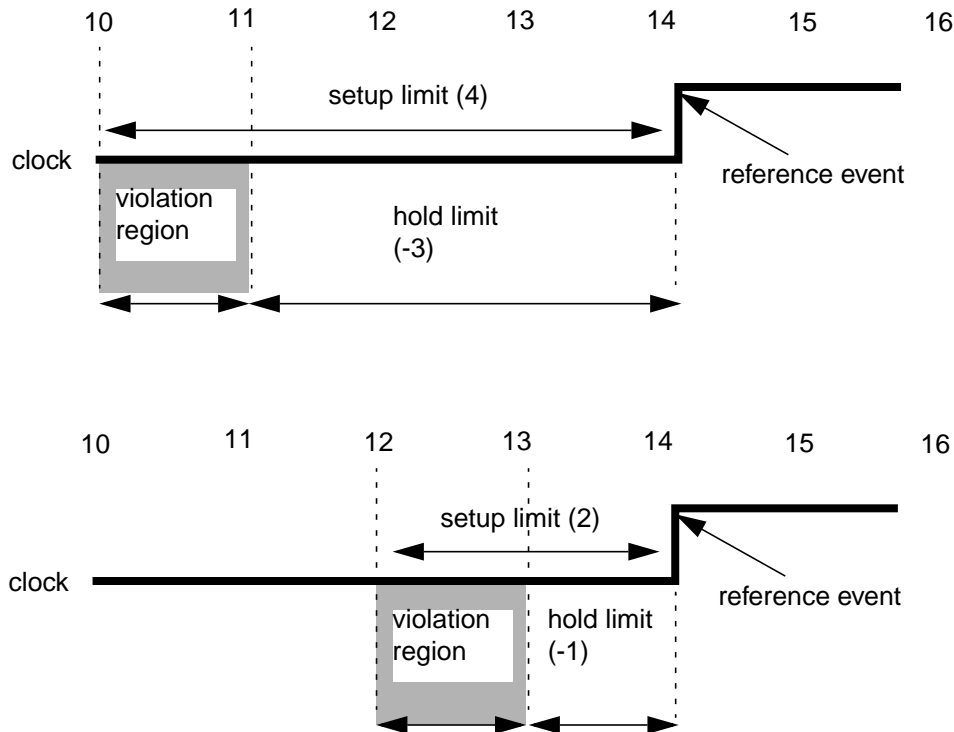 10 11 12 13 14 15 16
setup limit (4)
clock
reference event
violation
region
hold limit
(-3)
10 11 12 13 14 15 16
setup limit (2)
clock
reference event
violation
region
hold limit
(-1)